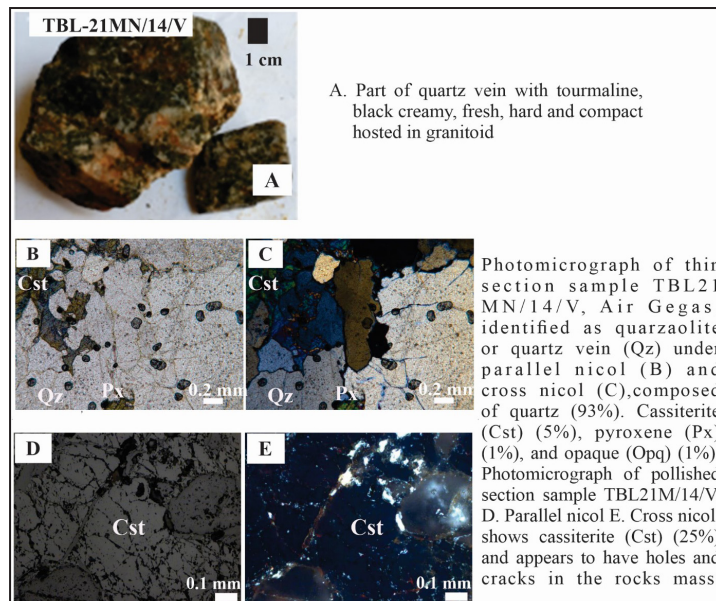 TBL-21MN/14/V
1 cm
A
A. Part of quartz vein with tourmaline,
black creamy, fresh, hard and compact
hosted in granitoid
B
Cst
Qz
Px
0.2 mm
C
Cst
Qz
Px
0.2 mm
Photomicrograph of thin
section sample TBL21
MN/14/V, Air Gegas,
identified as quarzaolite
or quartz vein (Qz) under
parallel nicol (B) and
cross nicol (C),composed
of quartz (93%). Cassiterite
(Cst) (5%), pyroxene (Px)
(1%), and opaque (Opq) (1%)
Photomicrograph of pollished
section sample TBL21M/14/V
D. Parallel nicol E. Cross nicol
shows cassiterite (Cst) (25%)
and appears to have holes and
cracks in the rocks mass
D
Cst
0.1 mm
E
Cst
0.1 mm